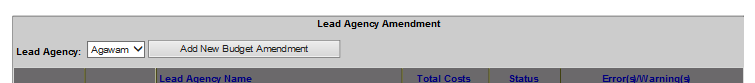 Lead Agency Amendment
Lead Agency: Agawam Add New Budget Amendment
Lead Agency Name Total Costs Status Error(s)/Warning(s)